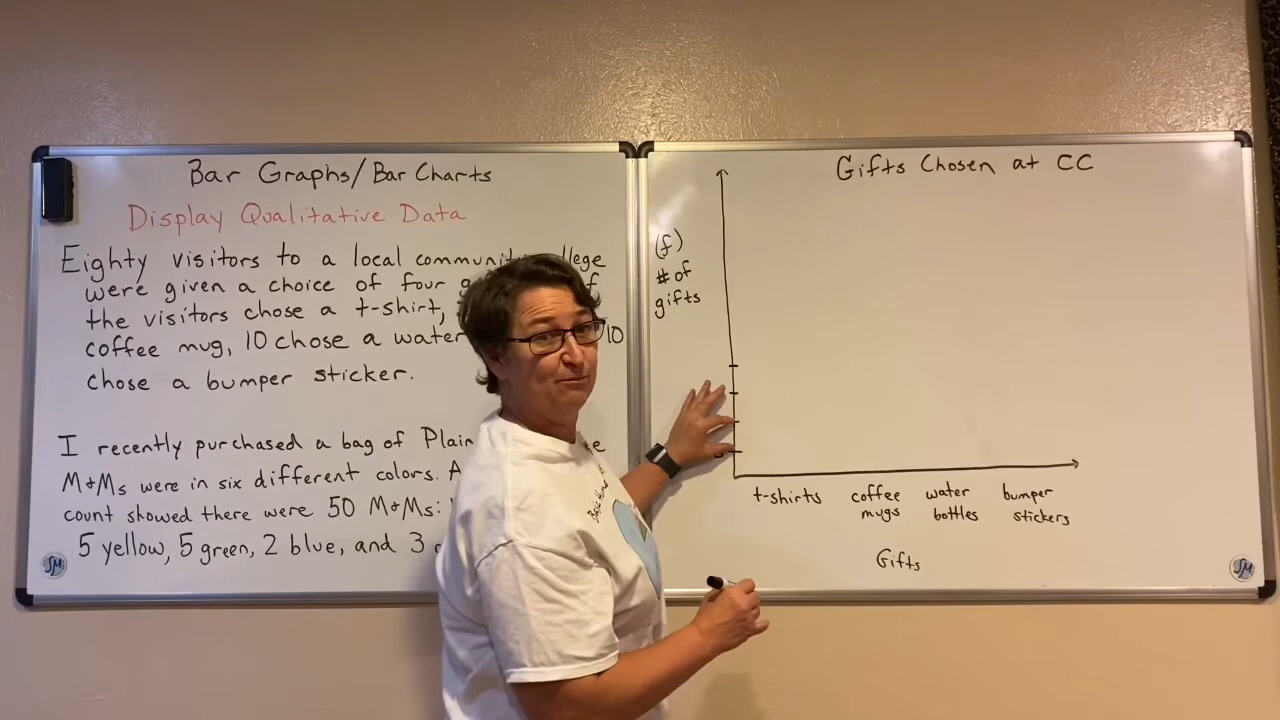 Bar Graphs/Bar Charts
Display Qualitative Data
Eighty visitors to a local community llege
were given a choice of four g f
the visitors chose a t-shirt,
coffee mug, 10 chose a water 10
chose a bumper sticker.
I recently purchased a bag of Plain e
M&Ms were in six different colors. A
count showed there were 50 M&Ms:
5 yellow, 5 green, 2 blue, and 3
SM
Gifts Chosen at CC
(f)
# of
gifts
t-shirts coffee water bumper
mugs bottles stickers
Gifts
SM